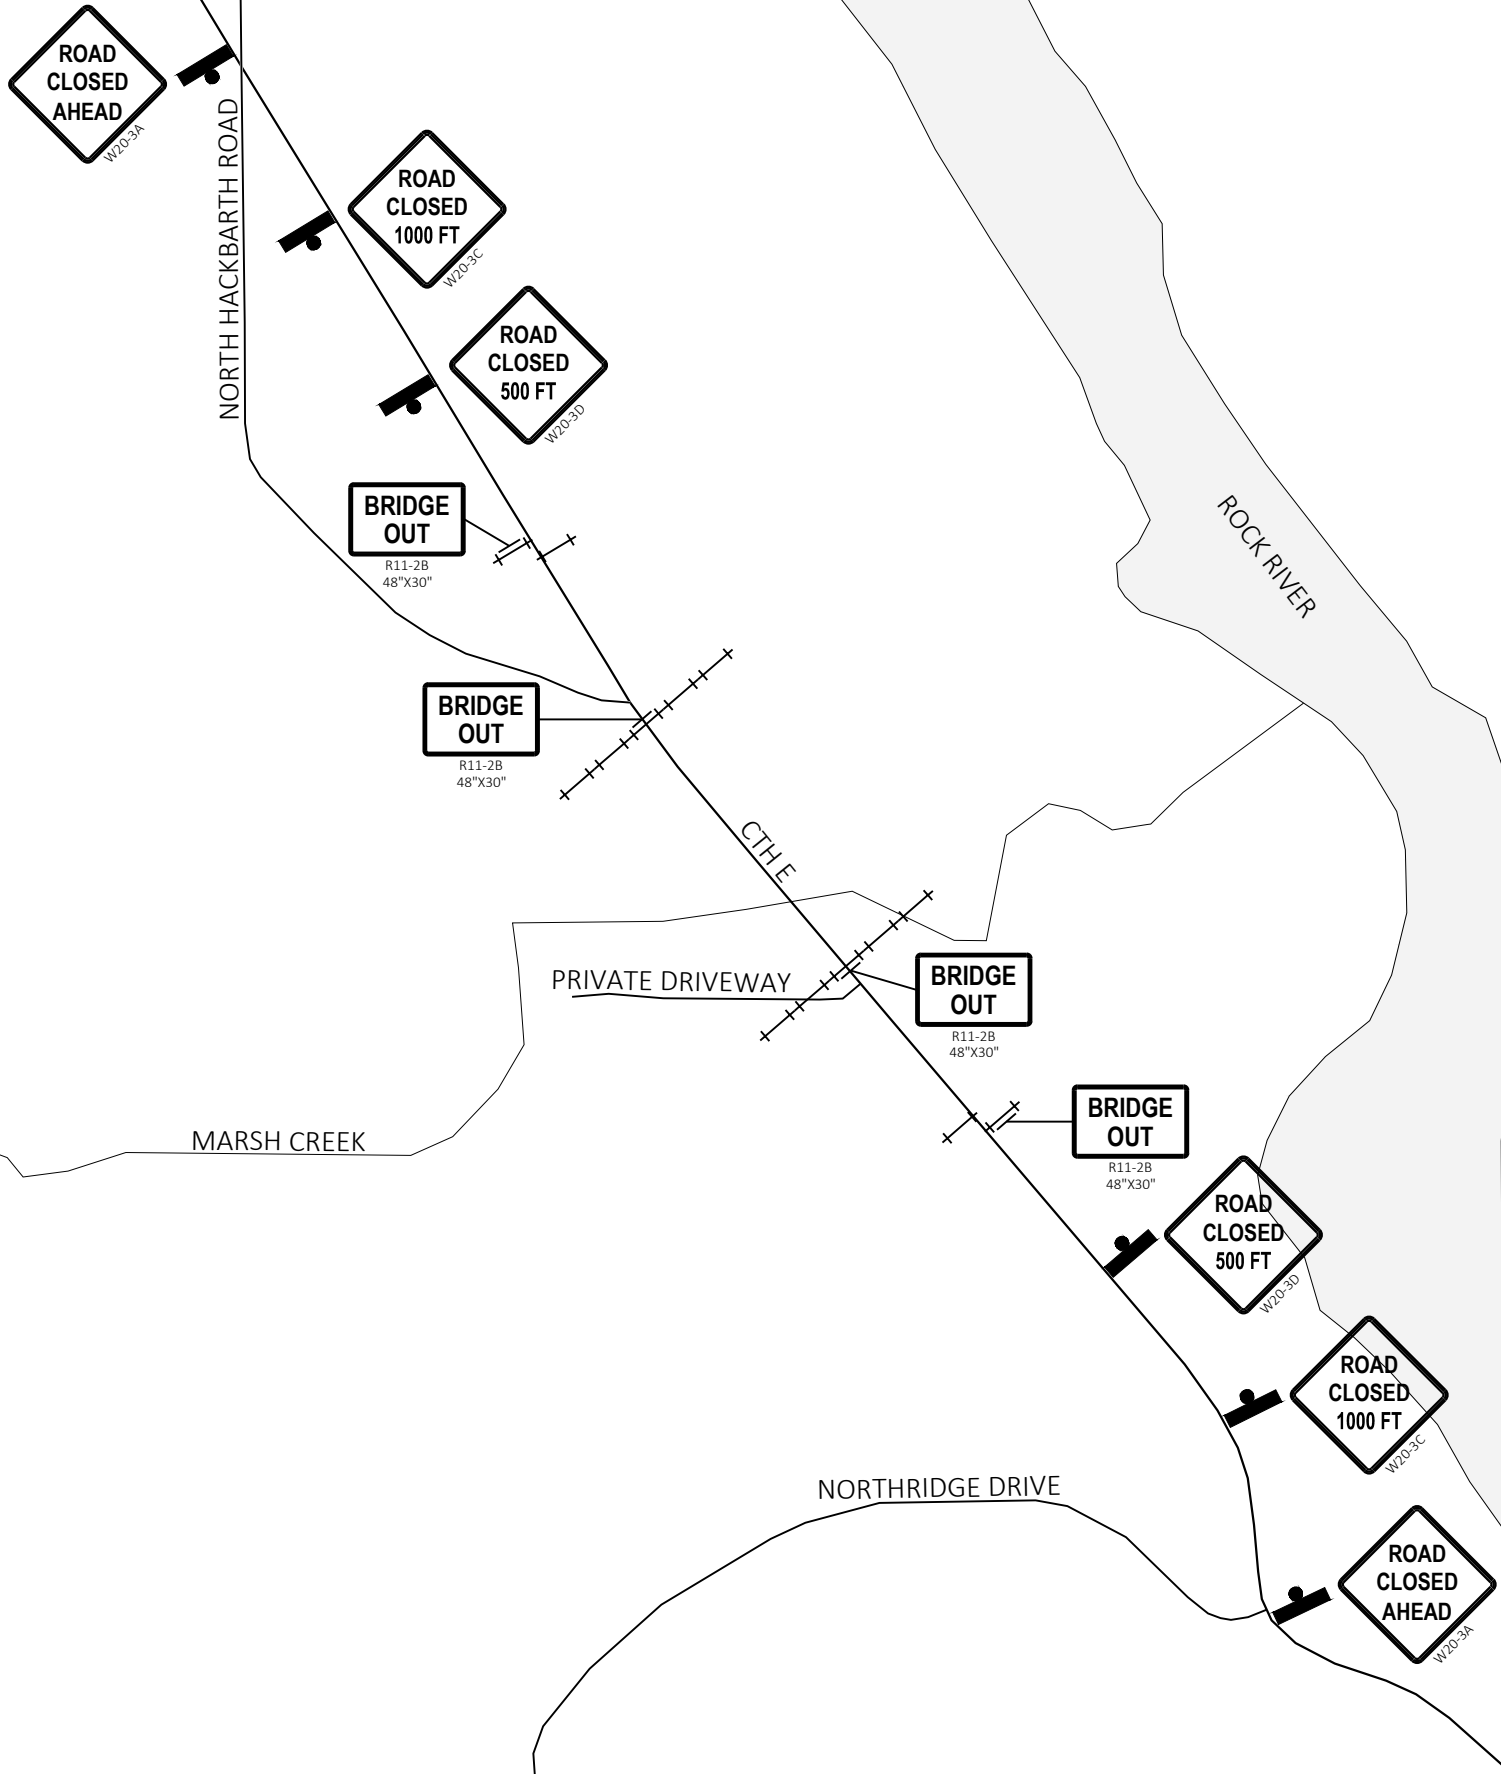 ROAD
CLOSED
AHEAD
W20-3A
NORTH HACKBARTH ROAD
ROAD
CLOSED
1000 FT
W20-3C
ROAD
CLOSED
500 FT
W20-3D
BRIDGE
OUT
R11-2B
48"X30"
ROCK RIVER
BRIDGE
OUT
R11-2B
48"X30"
CTH E
PRIVATE DRIVEWAY
BRIDGE
OUT
R11-2B
48"X30"
MARSH CREEK
BRIDGE
OUT
R11-2B
48"X30"
ROAD
CLOSED
500 FT
W20-3D
ROAD
CLOSED
1000 FT
W20-3C
NORTHRIDGE DRIVE
ROAD
CLOSED
AHEAD
W20-3A